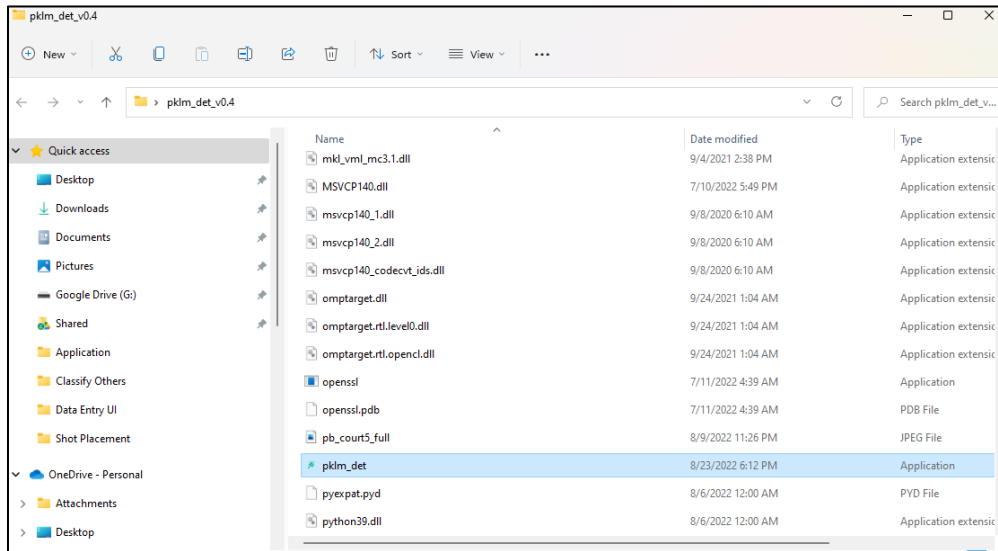 pklm_det_v0.4
New Sort View
pklm_det_v0.4 Search pklm_det_v...
Quick access
Desktop
Downloads
Documents
Pictures
Google Drive (G:)
Shared
Application
Classify Others
Data Entry UI
Shot Placement
OneDrive - Personal
Attachments
Desktop
Name Date modified Type
mkl_vml_mc3.1.dll 9/4/2021 2:38 PM Application extensic
MSVCP140.dll 7/10/2022 5:49 PM Application extensic
msvcp140_1.dll 9/8/2020 6:10 AM Application extensic
msvcp140_2.dll 9/8/2020 6:10 AM Application extensic
msvcp140_codecvt_ids.dll 9/8/2020 6:10 AM Application extensic
omptarget.dll 9/24/2021 1:04 AM Application extensic
omptarget.rtl.level0.dll 9/24/2021 1:04 AM Application extensic
omptarget.rtl.opencl.dll 9/24/2021 1:04 AM Application extensic
openssl 7/11/2022 4:39 AM Application
openssl.pdb 7/11/2022 4:39 AM PDB File
pb_court5_full 8/9/2022 11:26 PM JPEG File
pklm_det 8/23/2022 6:12 PM Application
pyexpat.pyd 8/6/2022 12:00 AM PYD File
python39.dll 8/6/2022 12:00 AM Application extensic